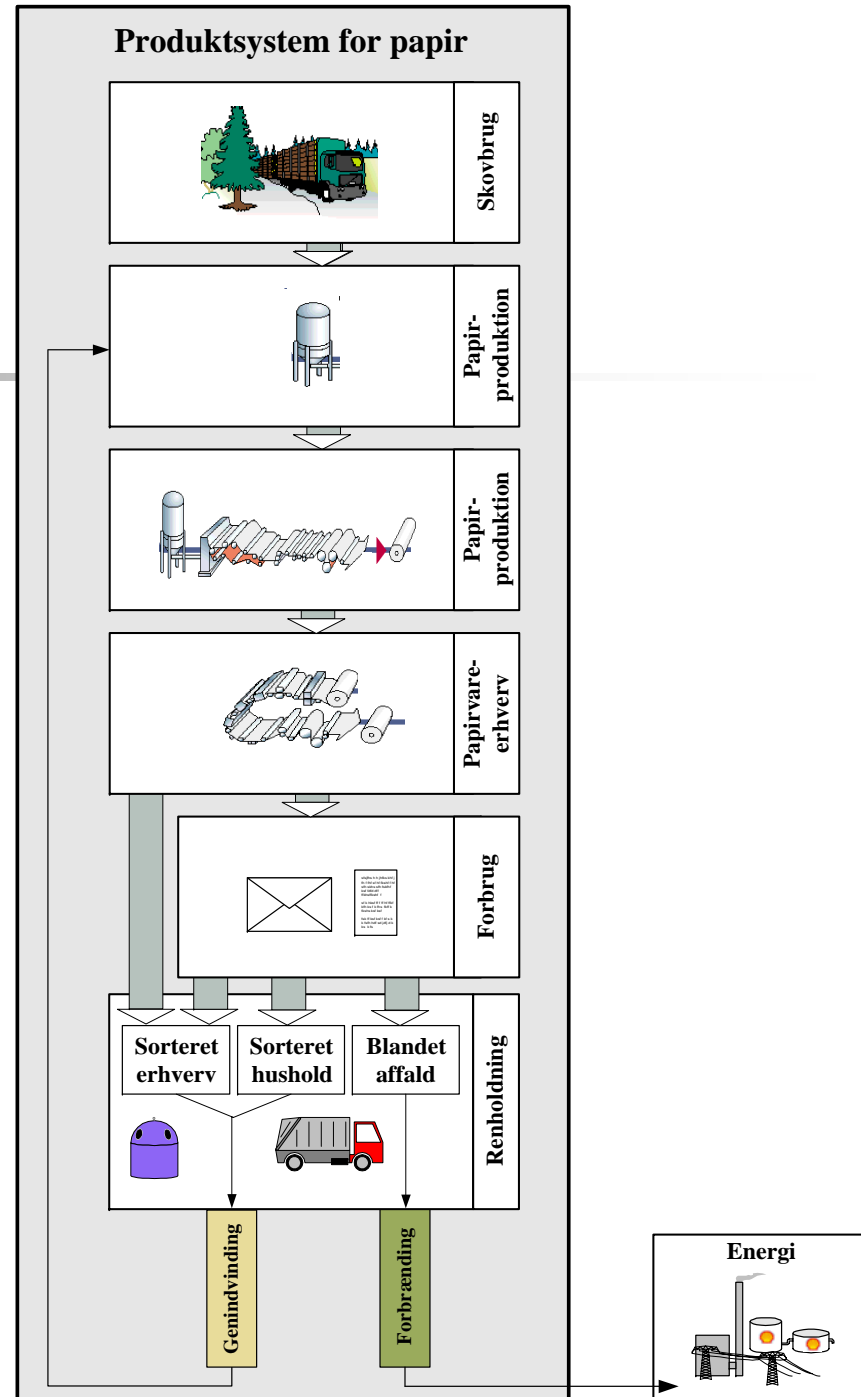 Produktsystem for papir
Skovbrug
Papir-
produktion
Papir-
produktion
Papirvare-
erhverv
Forbrug
Sorteret
erhverv
Sorteret
hushold
Blandet
affald
Renholdning
Genindvinding
Forbrænding
Energi